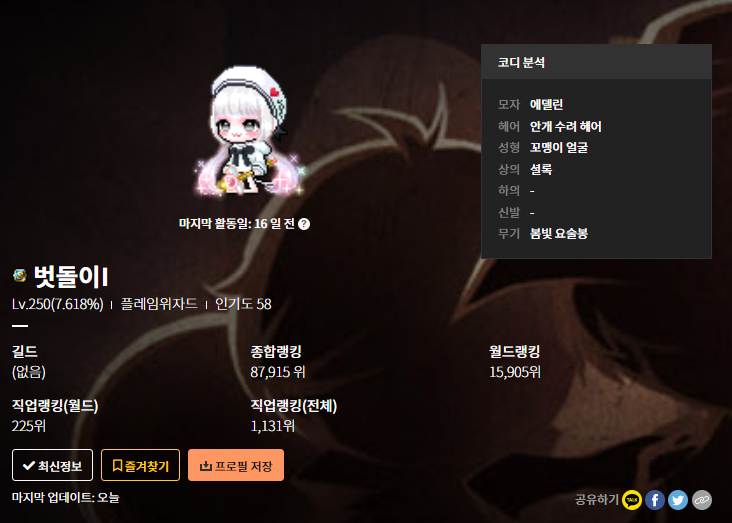 코디 분석
모자 에델린
헤어 안개 수려 헤어
성형 꼬맹이 얼굴
상의 셜록
하의 -
신발 -
무기 봄빛 요술봉
마지막 활동일: 16 일 전 ?
벗돌이I
Lv.250(7.618%) | 플레임위자드 | 인기도 58
길드 종합랭킹 월드랭킹
(없음) 87,915 위 15,905위
직업랭킹(월드) 직업랭킹(전체)
225위 1,131위
최신정보 즐겨찾기 프로필 저장
마지막 업데이트: 오늘 공유하기 TALK